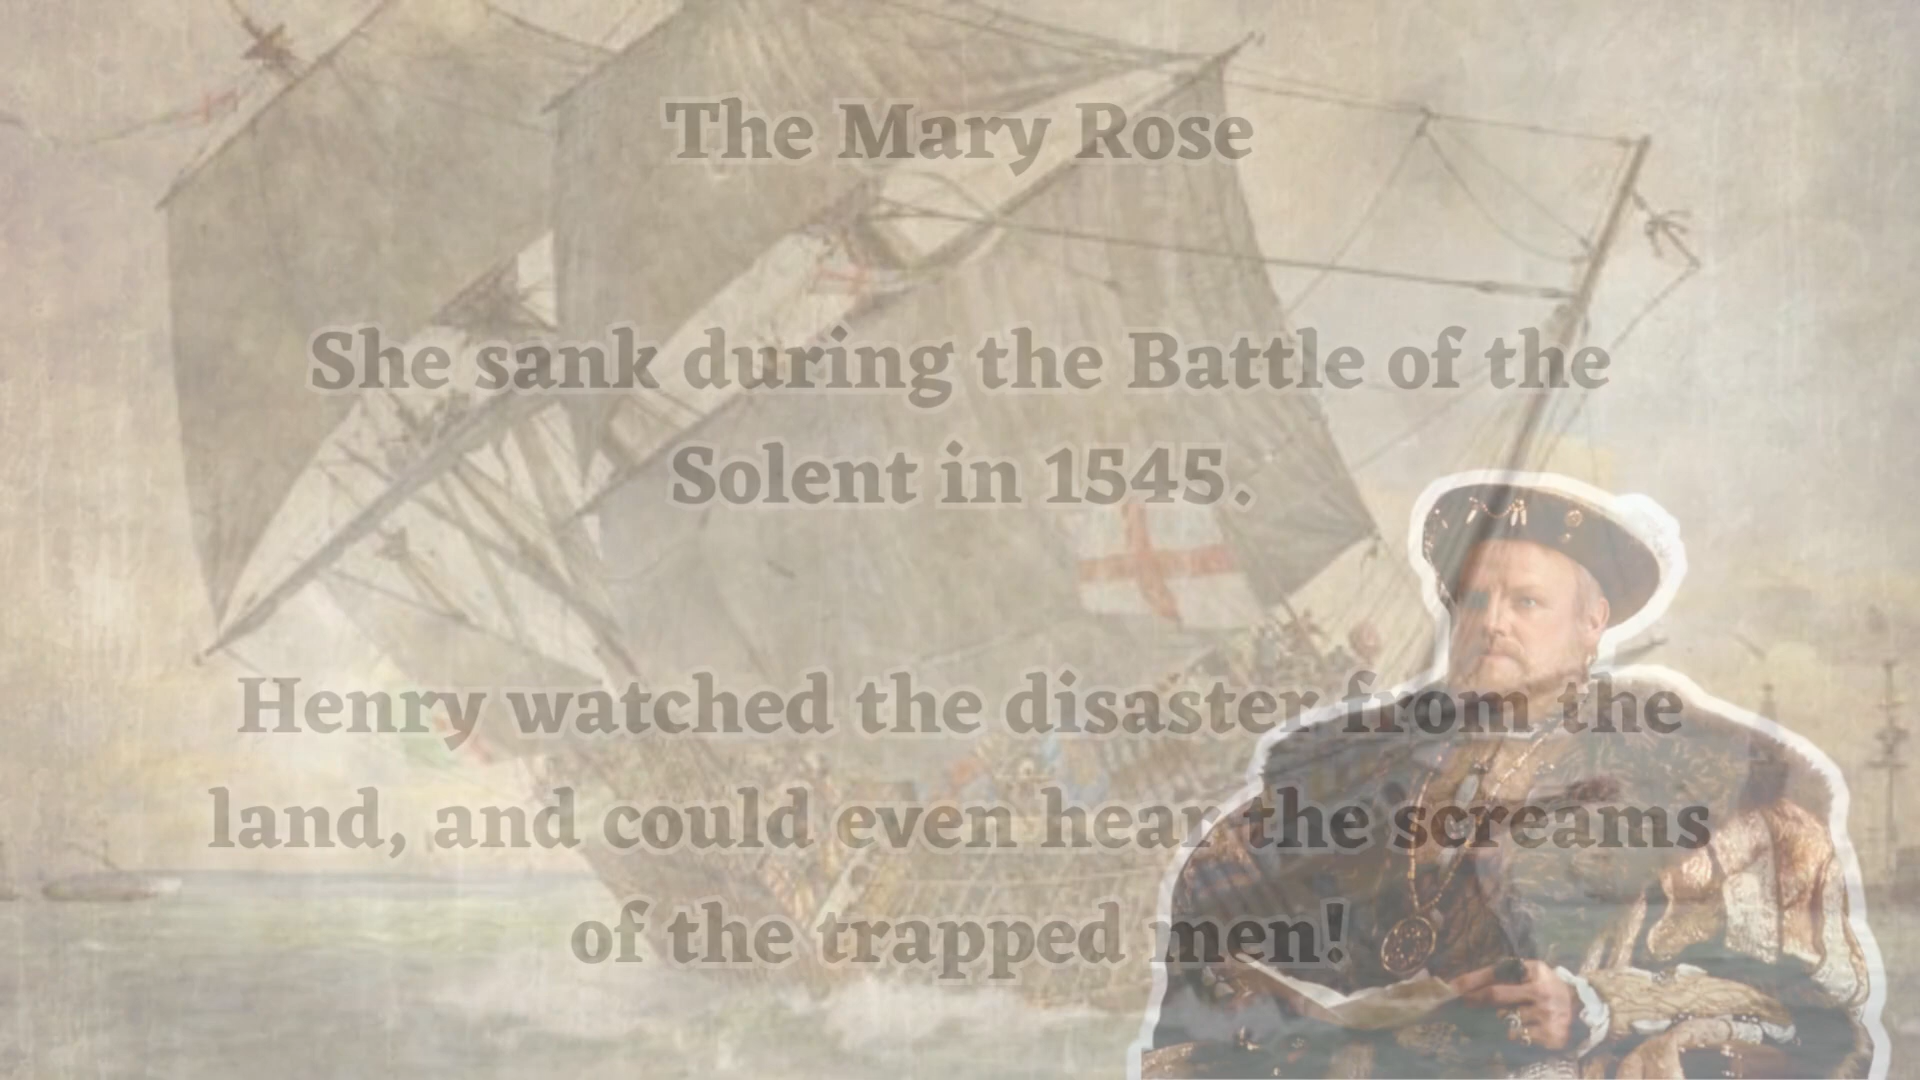 The Mary Rose
She sank during the Battle of the
Solent in 1545.
Henry watched the disaster from the
land, and could even hear the screams
of the trapped men!